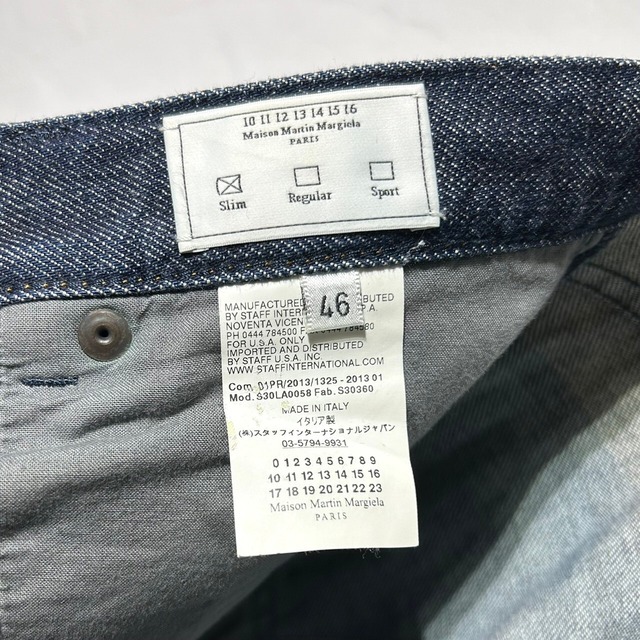 10 11 12 13 14 15 16
Maison Martin Margiela
PARIS
Slim Regular Sport
46
MANUFACTURED BUTED
BY STAFF INTER P.A
NOVENTA VICEN
PH 0444 784500 0444 784580
FOR U.S.A. ONLY
IMPORTED AND DISTRIBUTED
BY STAFF U.S.A. INC.
WWW.STAFFINTERNATIONAL.COM
Com. 01PR/2013/1325 - 2013 01
Mod. S30LA0058 Fab. S30360
MADE IN ITALY
イタリア製
(株)スタッフインターナショナルジャパン
03-5794-9931
0 1 2 3 4 5 6 7 8 9
10 11 12 13 14 15 16
17 18 19 20 21 22 23
Maison Martin Margiela
PARIS